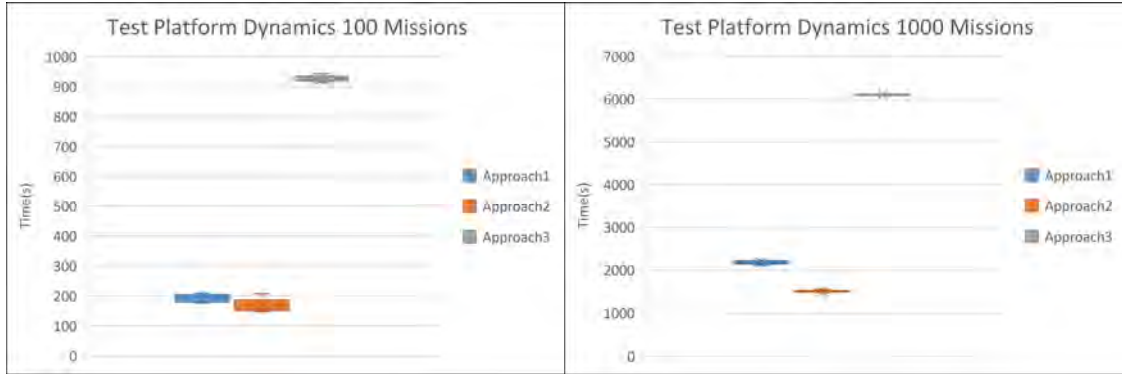 Test Platform Dynamics 100 Missions
1000
900
800
700
600
500
400
300
200
100
0
Time(s)
Approach1
Approach2
Approach3
Test Platform Dynamics 1000 Missions
7000
6000
5000
4000
3000
2000
1000
0
Time(s)
Approach1
Approach2
Approach3